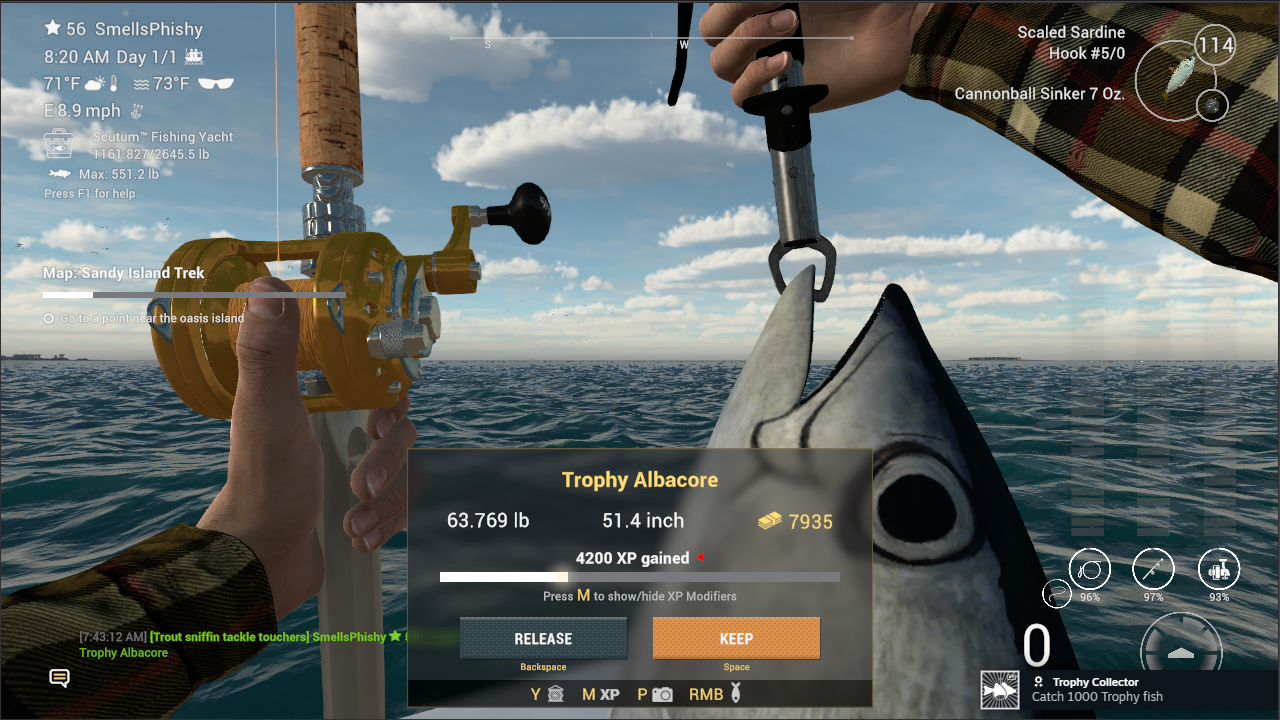 56 SmellsPhishy
8:20 AM Day 1/1
71°F 73°F
E 8.9 mph
Scutum™ Fishing Yacht
1161.827/2645.5 lb
Max: 551.2 lb
Press F1 for help
Map: Sandy Island Trek
Go to a point near the oasis island
S
W
Scaled Sardine
Hook #5/0
Cannonball Sinker 7 Oz.
114
Trophy Albacore
63.769 lb 51.4 inch 7935
4200 XP gained
Press M to show/hide XP Modifiers
RELEASE KEEP
Backspace Space
Y M XP P RMB
[7:43:12 AM] [Trout sniffin tackle touchers] SmellsPhishy
Trophy Albacore
96% 97% 93%
0
Trophy Collector
Catch 1000 Trophy fish